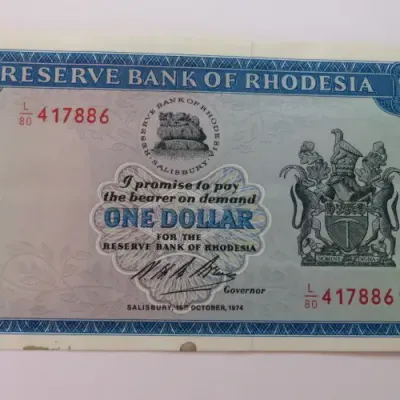 RESERVE BANK OF RHODESIA
L/80 417886
RESERVE BANK OF RHODESIA
SALISBURY
I promise to pay
the bearer on demand
ONE DOLLAR
FOR THE
RESERVE BANK OF RHODESIA
Governor
L/80 417886
SALISBURY, 14TH OCTOBER, 1974